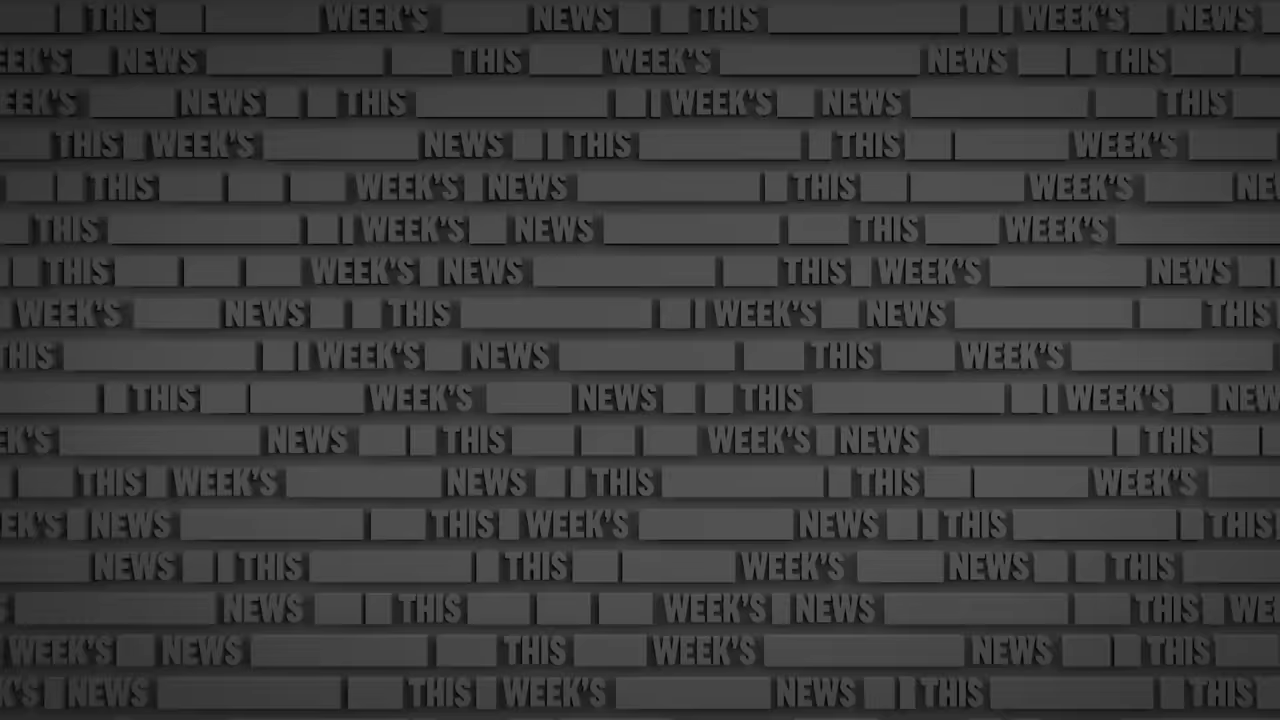 THIS WEEK'S NEWS THIS WEEK'S NEWS
EEK'S NEWS THIS WEEK'S NEWS THIS
EEK'S NEWS THIS WEEK'S NEWS THIS
THIS WEEK'S NEWS THIS THIS WEEK'S
THIS WEEK'S NEWS THIS WEEK'S NE
THIS WEEK'S NEWS THIS WEEK'S
THIS WEEK'S NEWS THIS WEEK'S NEWS
WEEK'S NEWS THIS WEEK'S NEWS THIS
THIS WEEK'S NEWS THIS WEEK'S
THIS WEEK'S NEWS THIS WEEK'S NEW
EK'S NEWS THIS WEEK'S NEWS THIS
THIS WEEK'S NEWS THIS THIS WEEK'S
EK'S NEWS THIS WEEK'S NEWS THIS THIS
NEWS THIS THIS WEEK'S NEWS THIS
S NEWS THIS WEEK'S NEWS THIS WE
WEEK'S NEWS THIS WEEK'S NEWS THIS
K'S NEWS THIS WEEK'S NEWS THIS THIS